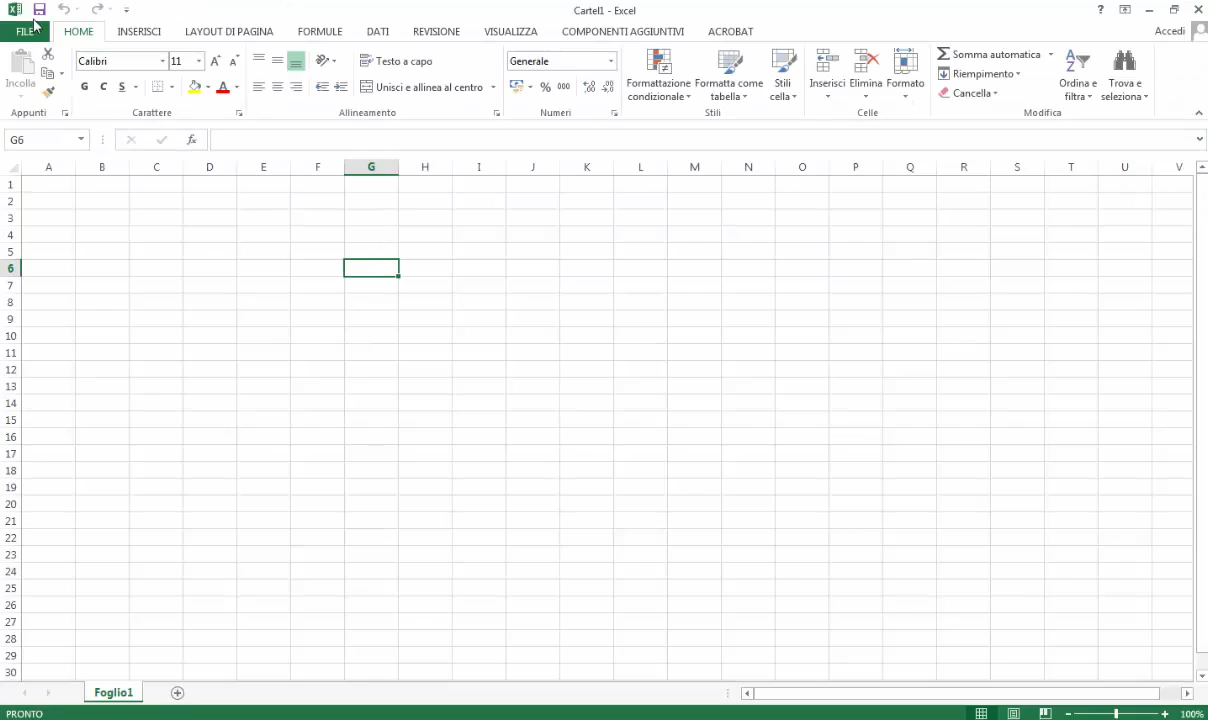 Cartel1 - Excel
?
FILE HOME INSERISCI LAYOUT DI PAGINA FORMULE DATI REVISIONE VISUALIZZA COMPONENTI AGGIUNTIVI ACROBAT Accedi
Incolla
Calibri 11
G C S A
Appunti
Carattere
Testo a capo
Unisci e allinea al centro
Allineamento
Generale
% 000
Numeri
Formattazione condizionale
Formatta come tabella
Stili cella
Stili
Inserisci Elimina Formato
Celle
Somma automatica
Riempimento
Cancella
Ordina e filtra
Trova e seleziona
Modifica
G6 fx
A B C D E F G H I J K L M N O P Q R S T U V
1
2
3
4
5
6
7
8
9
10
11
12
13
14
15
16
17
18
19
20
21
22
23
24
25
26
27
28
29
30
Foglio1
PRONTO 100%